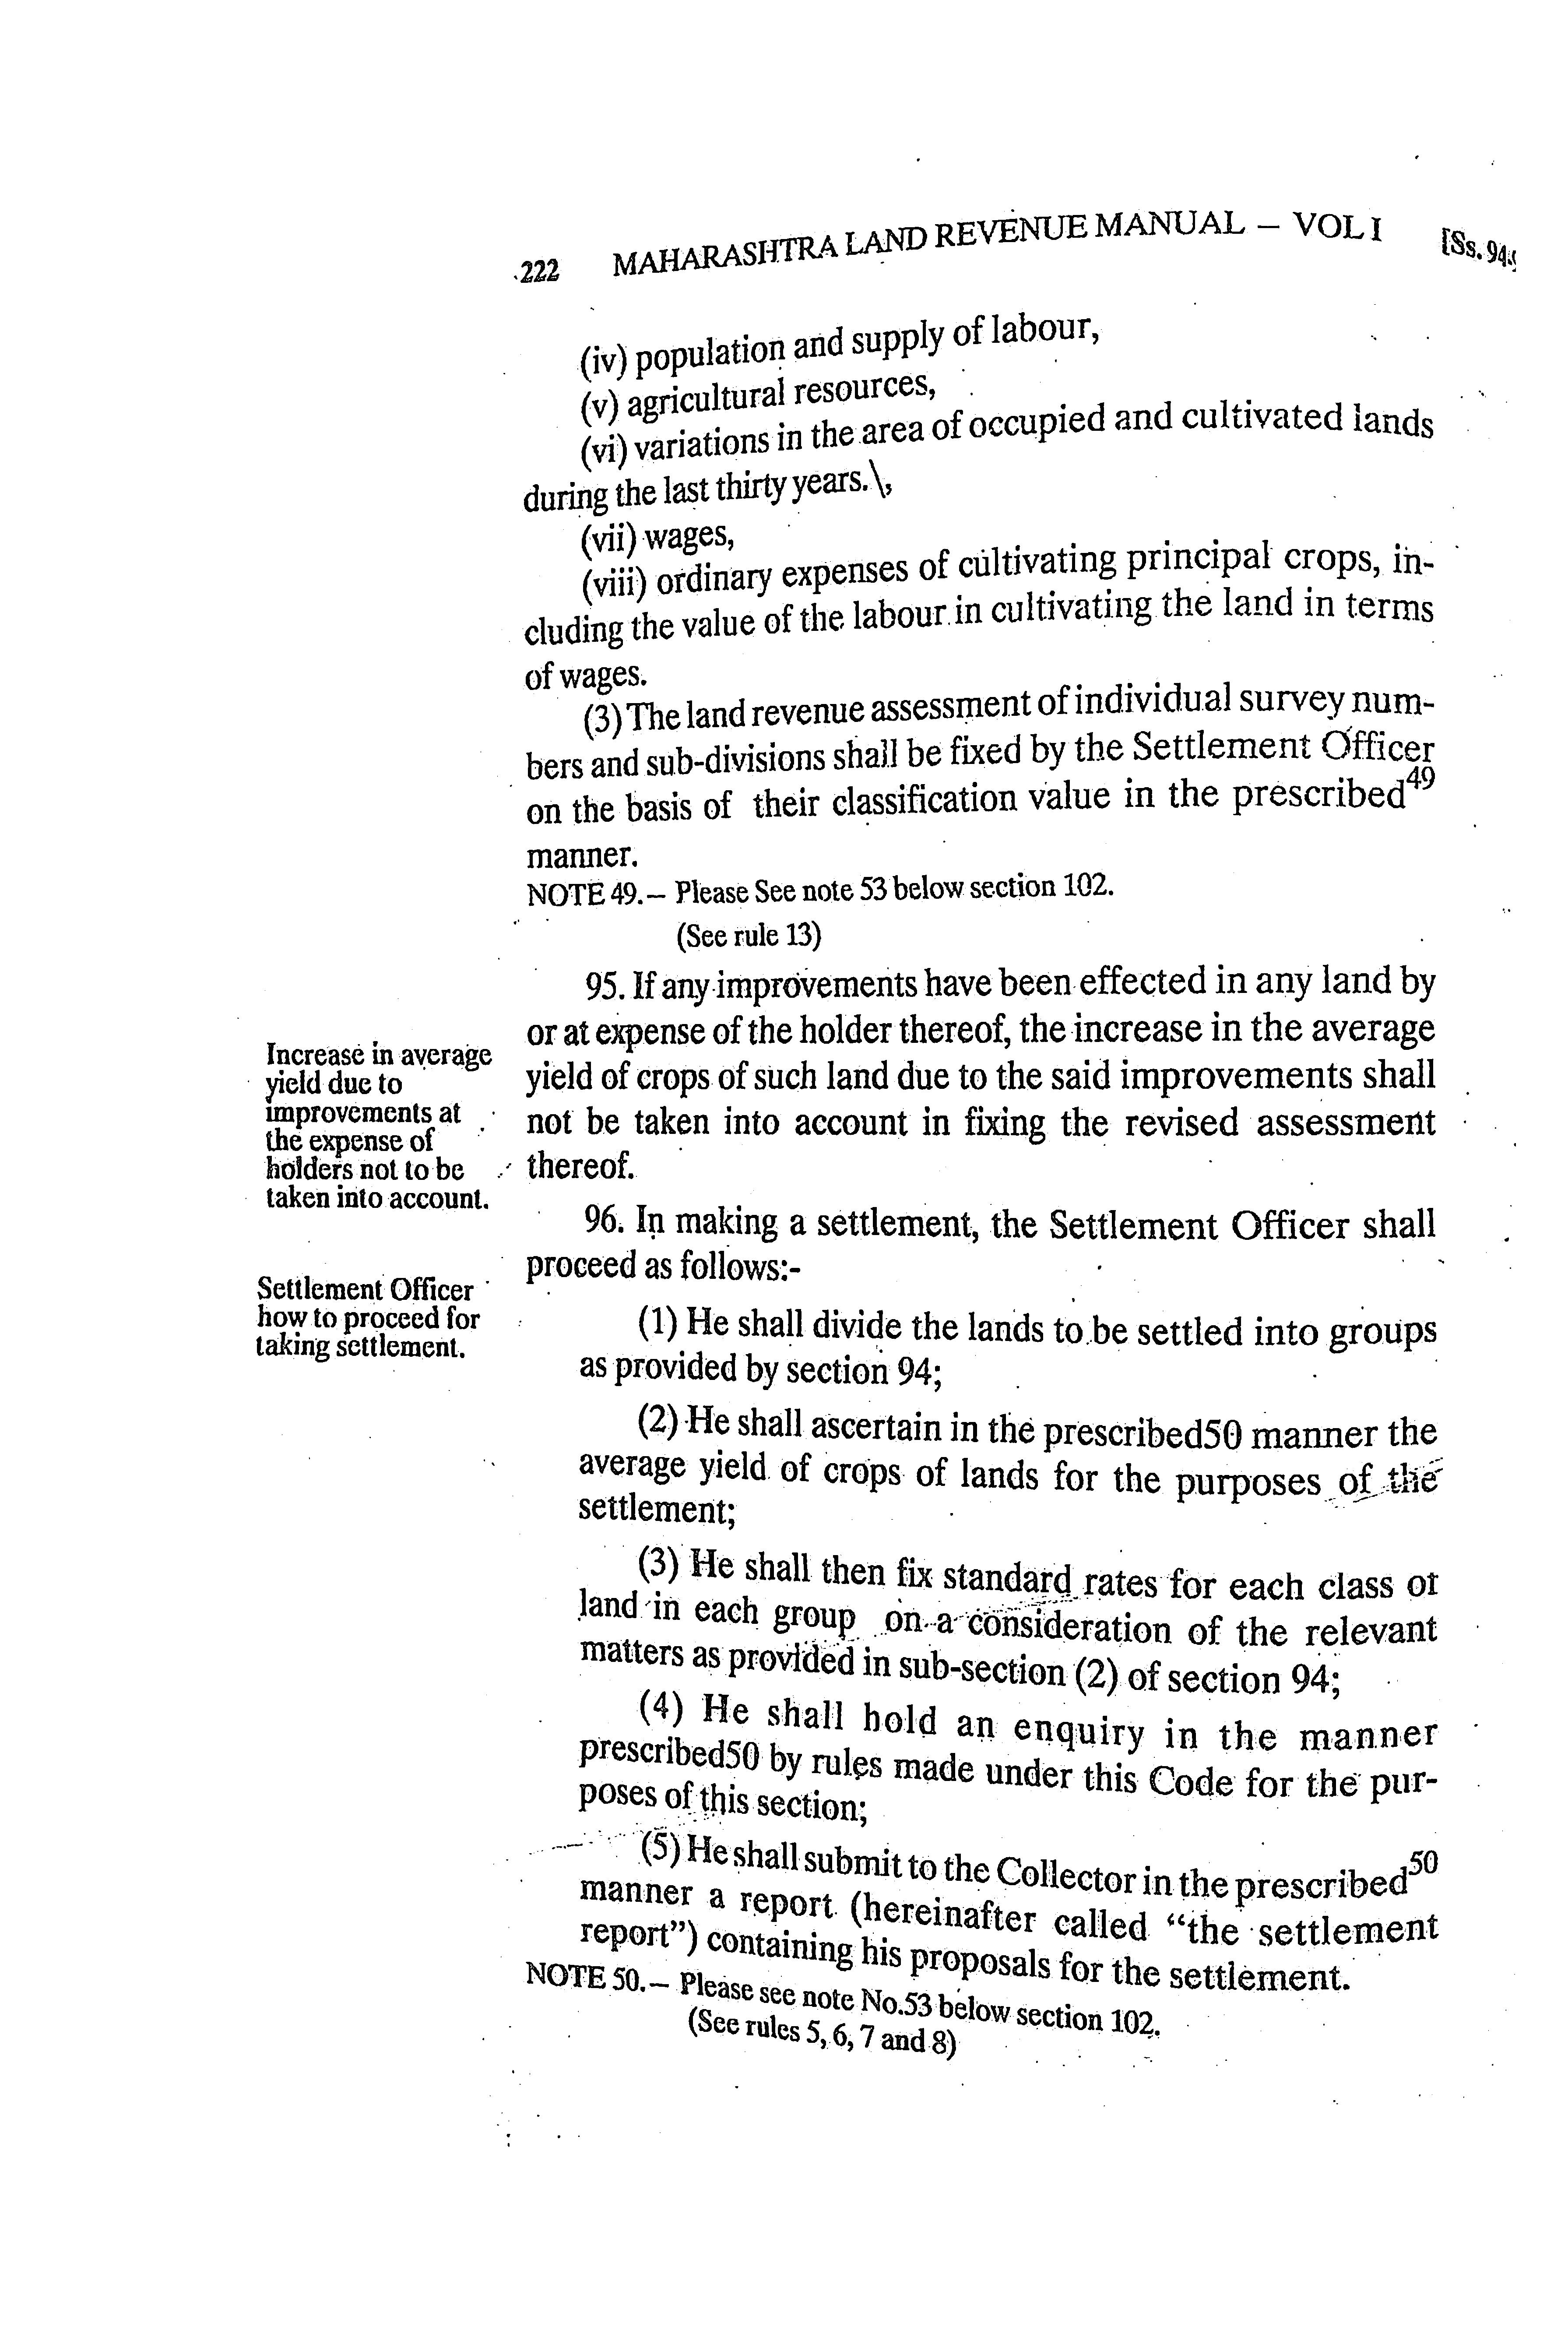 222 MAHARASHTRA LAND REVENUE MANUAL – VOL I [Ss. 94
(iv) population and supply of labour,
(v) agricultural resources,
(vi) variations in the area of occupied and cultivated lands
during the last thirty years.\,
(vii) wages,
(viii) ordinary expenses of cultivating principal crops, in-
cluding the value of the labour in cultivating the land in terms
of wages.
(3) The land revenue assessment of individual survey num-
bers and sub-divisions shall be fixed by the Settlement Officer
on the basis of their classification value in the prescribed49
manner.
NOTE 49.– Please See note 53 below section 102.
(See rule 13)
Increase in average
yield due to
improvements at
the expense of
holders not to be
taken into account.
95. If any improvements have been effected in any land by
or at expense of the holder thereof, the increase in the average
yield of crops of such land due to the said improvements shall
not be taken into account in fixing the revised assessment
thereof.
Settlement Officer
how to proceed for
taking settlement.
96. In making a settlement, the Settlement Officer shall
proceed as follows:-
(1) He shall divide the lands to be settled into groups
as provided by section 94;
(2) He shall ascertain in the prescribed50 manner the
average yield of crops of lands for the purposes of the
settlement;
(3) He shall then fix standard rates for each class of
land in each group on a consideration of the relevant
matters as provided in sub-section (2) of section 94;
(4) He shall hold an enquiry in the manner
prescribed50 by rules made under this Code for the pur-
poses of this section;
(5) He shall submit to the Collector in the prescribed50
manner a report (hereinafter called “the settlement
report”) containing his proposals for the settlement.
NOTE 50.– Please see note No.53 below section 102.
(See rules 5, 6, 7 and 8)